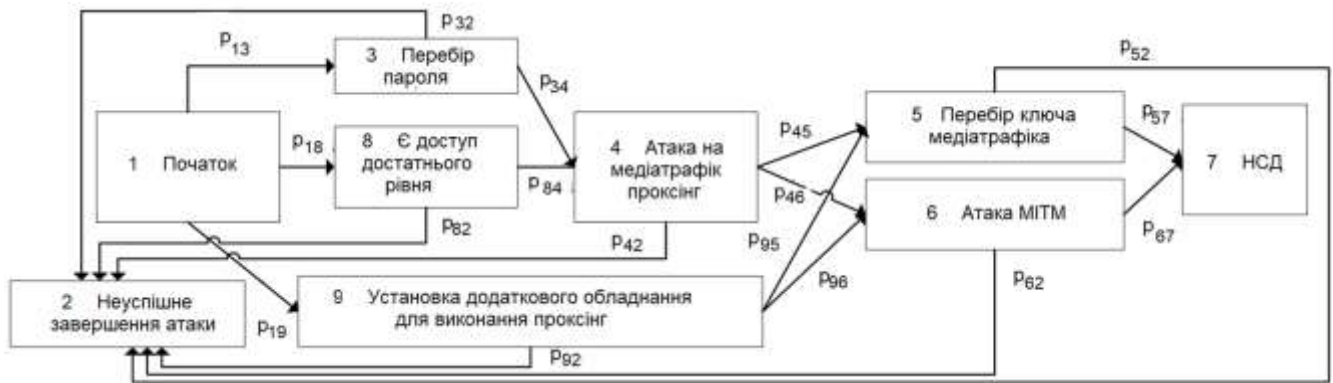 p32
p13
3 Перебір
пароля
p34
p52
1 Початок
p18
8 Є доступ
достатнього
рівня
p84
4 Атака на
медіатрафік
проксінг
p45
p46
5 Перебір ключа
медіатрафіка
p57
7 НСД
6 Атака МІТМ
p67
p82
p42
p95
p96
p62
2 Неуспішне
завершення атаки
p19
9 Установка додаткового обладнання
для виконання проксінг
p92